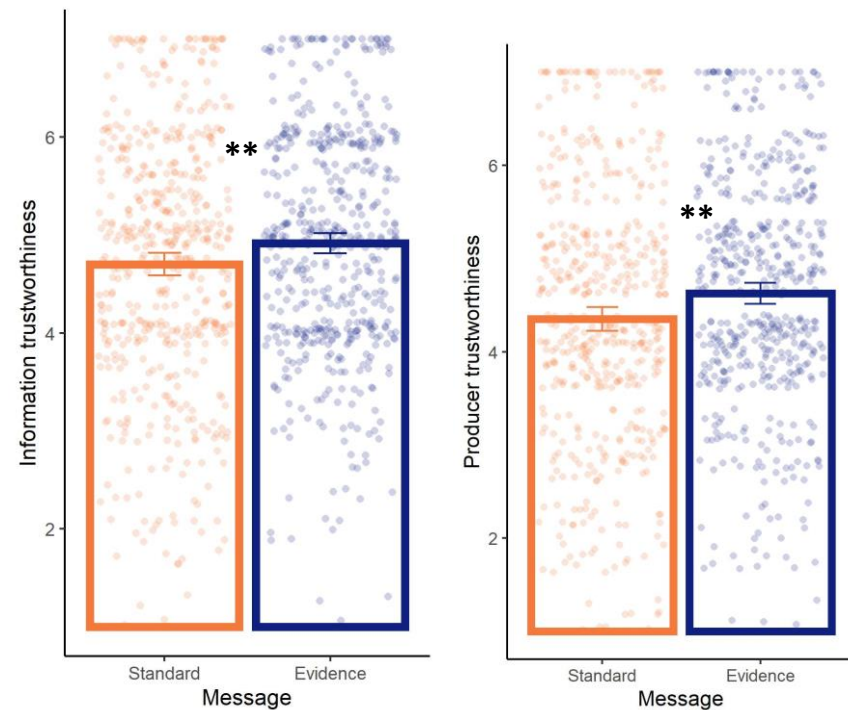 Information trustworthiness
6
4
2
**
Standard
Evidence
Message
Producer trustworthiness
6
4
2
**
Standard
Evidence
Message